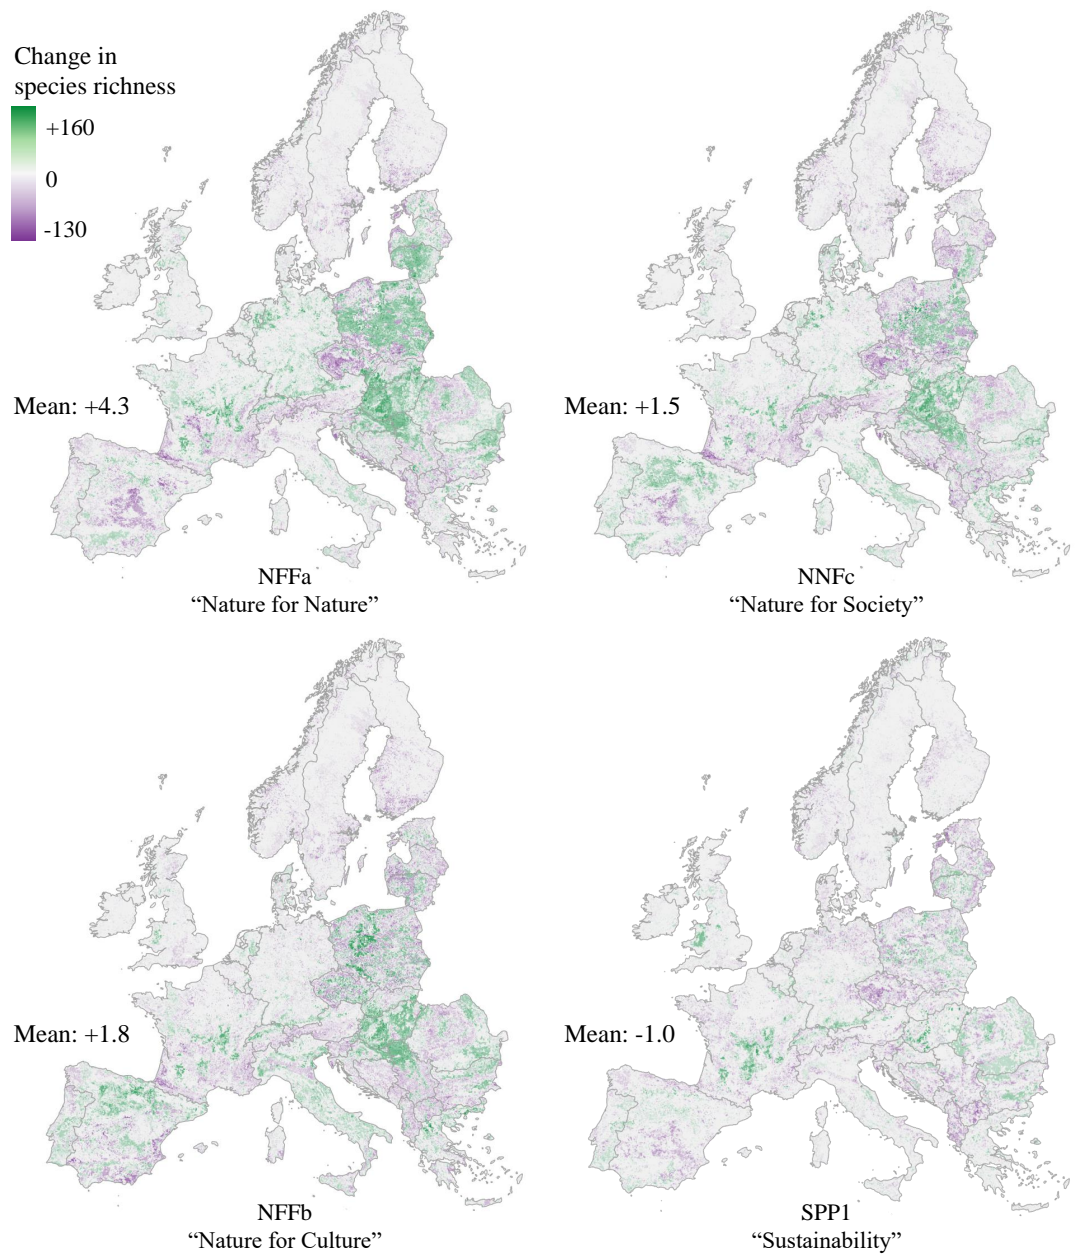 Change in
species richness
+160
0
-130
Mean: +4.3
Mean: +1.5
NFFa
“Nature for Nature”
NNFc
“Nature for Society”
Mean: +1.8
Mean: -1.0
NFFb
“Nature for Culture”
SPP1
“Sustainability”